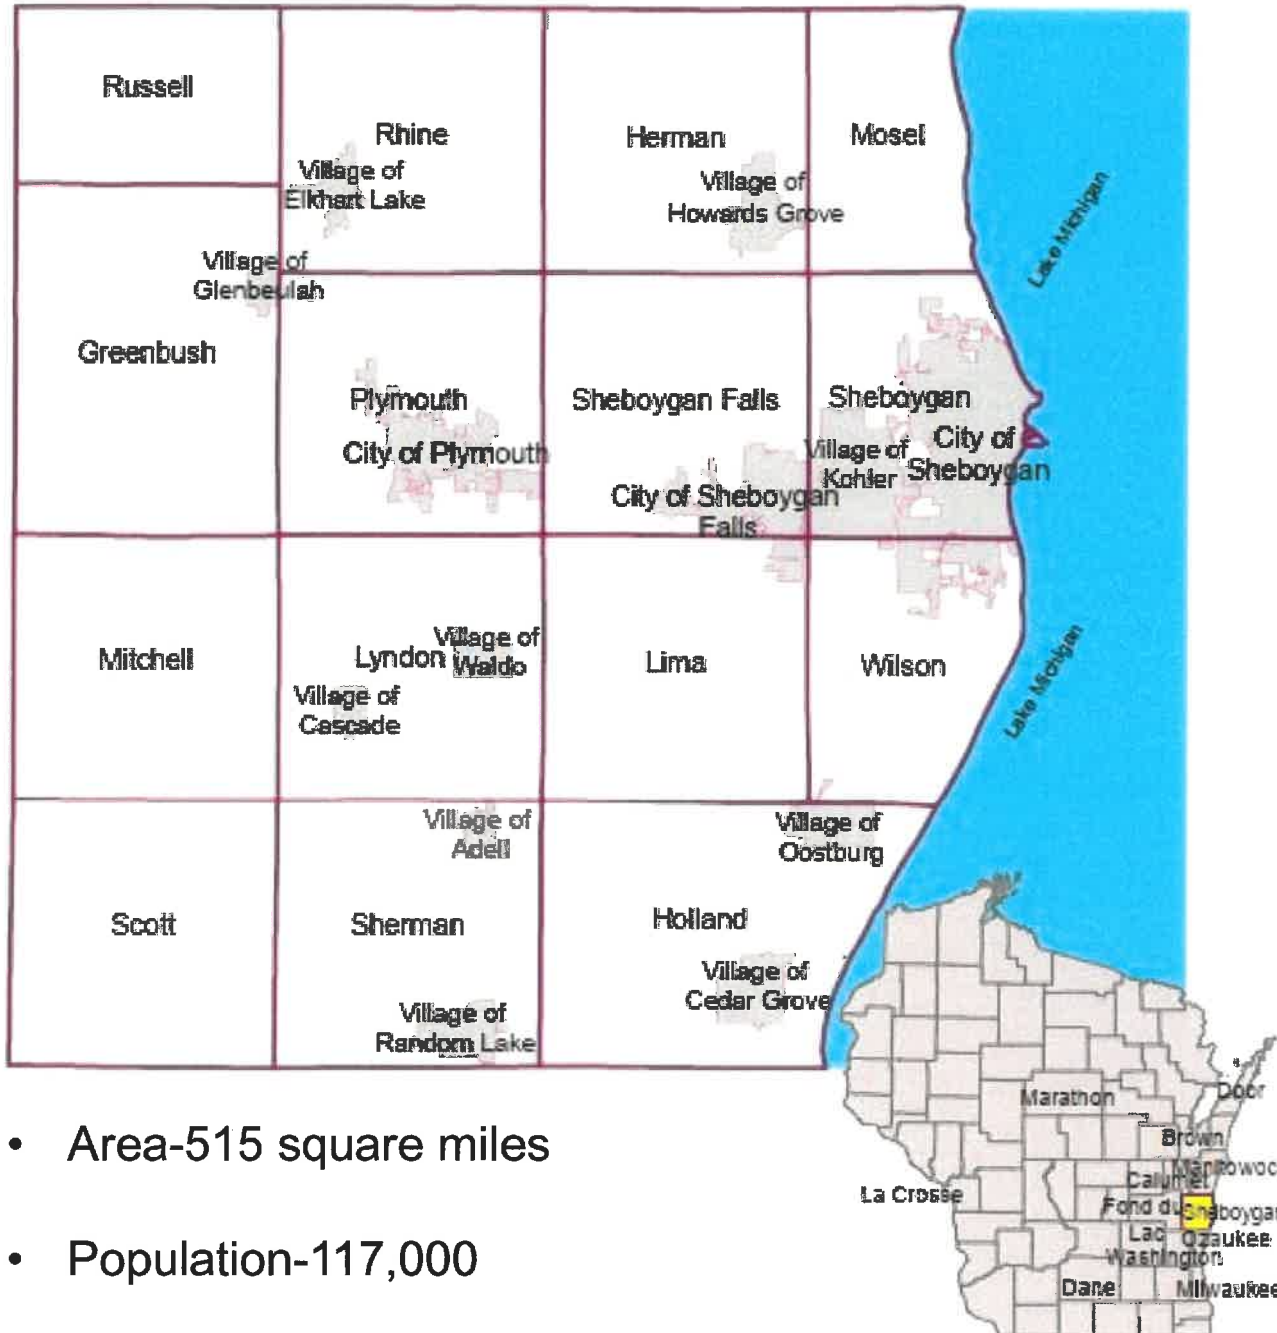 Russell
Rhine
Herman
Mosel
Village of
Elkhart Lake
Village of
Howards Grove
Lake Michigan
Village of
Glenbeulah
Greenbush
Plymouth
City of Plymouth
Sheboygan Falls
City of Sheboygan
Falls
Sheboygan
Village of
Kohler
City of
Sheboygan
Mitchell
Lyndon
Village of
Waldo
Village of
Cascade
Lima
Wilson
Lake Michigan
Village of
Adell
Village of
Oostburg
Scott
Sherman
Holland
Village of
Cedar Grove
Village of
Random Lake
Marathon
Door
Brown
Manitowoc
Calumet
La Crosse
Fond du
Lac
Sheboygan
Ozaukee
Washington
Dane
Milwaukee
• Area-515 square miles
• Population-117,000